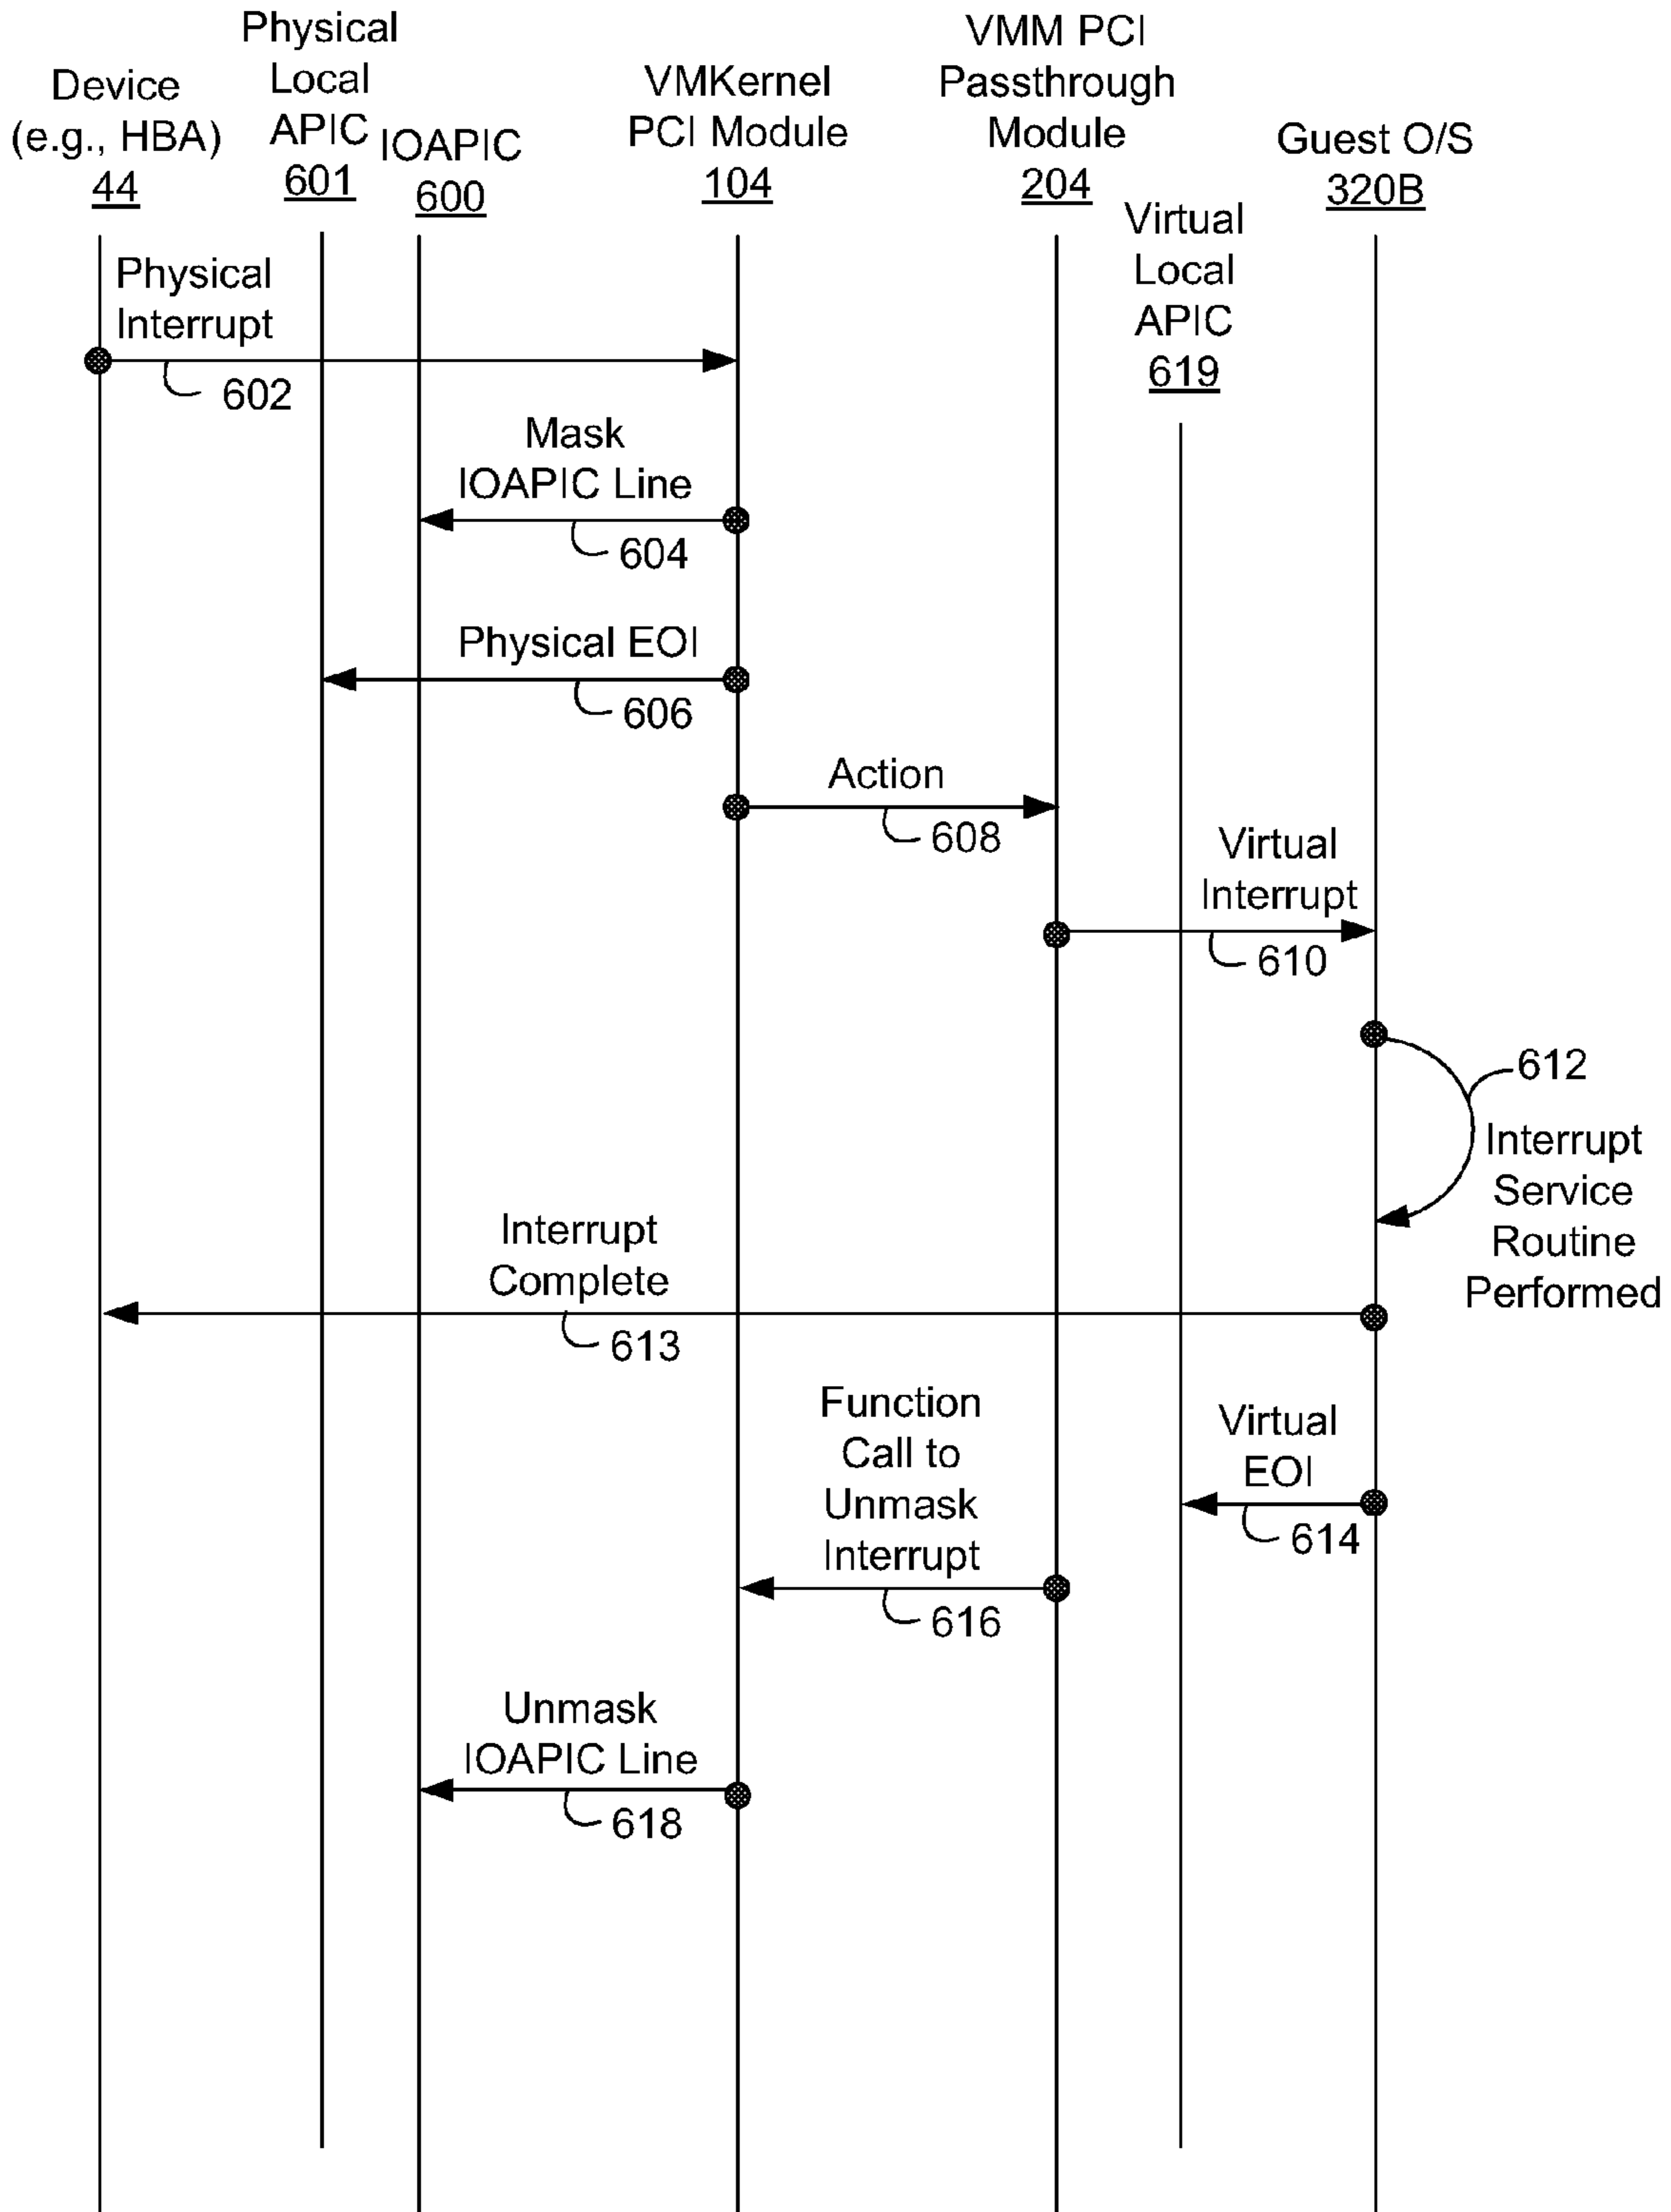 Device
(e.g., HBA)
44
Physical
Local
APIC
601
IOAPIC
600
VMKernel
PCI Module
104
VMM PCI
Passthrough
Module
204
Virtual
Local
APIC
619
Guest O/S
320B
Physical
Interrupt
602
Mask
IOAPIC Line
604
Physical EOI
606
Action
608
Virtual
Interrupt
610
612
Interrupt
Service
Routine
Performed
Interrupt
Complete
613
Virtual
EOI
614
Function
Call to
Unmask
Interrupt
616
Unmask
IOAPIC Line
618